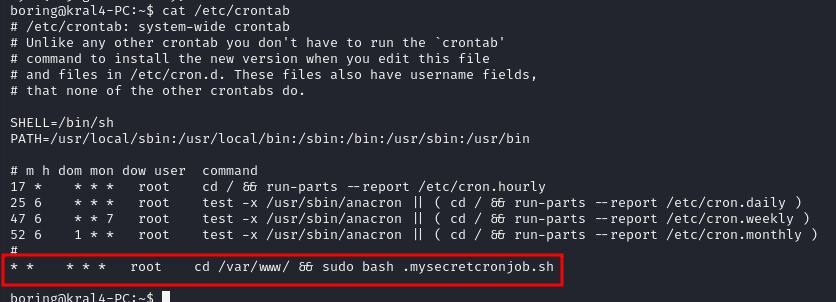 boring@kral4-PC:~$ cat /etc/crontab
# /etc/crontab: system-wide crontab
# Unlike any other crontab you don't have to run the `crontab'
# command to install the new version when you edit this file
# and files in /etc/cron.d. These files also have username fields,
# that none of the other crontabs do.

SHELL=/bin/sh
PATH=/usr/local/sbin:/usr/local/bin:/sbin:/bin:/usr/sbin:/usr/bin

# m h dom mon dow user  command
17 *    * * *   root    cd / && run-parts --report /etc/cron.hourly
25 6    * * *   root    test -x /usr/sbin/anacron || ( cd / && run-parts --report /etc/cron.daily )
47 6    * * 7   root    test -x /usr/sbin/anacron || ( cd / && run-parts --report /etc/cron.weekly )
52 6    1 * *   root    test -x /usr/sbin/anacron || ( cd / && run-parts --report /etc/cron.monthly )
#
* *    * * *   root    cd /var/www/ && sudo bash .mysecretcronjob.sh

boring@kral4-PC:~$